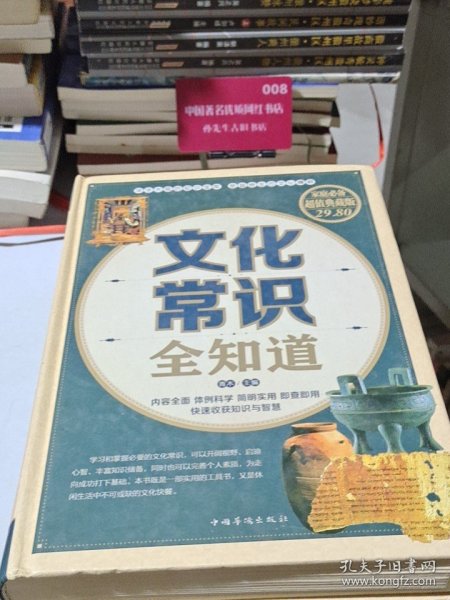 008
中国著名优质网红书店
孙先生古旧书店
家庭必备
超值典藏版
29.80
文化
常识
全知道
青木 主编
内容全面 体例科学 简明实用 即查即用
快速收获知识与智慧
学习和掌握必要的文化常识，可以开阔视野、启迪
心智、丰富知识储备，同时也可以完善个人素质，为走
向成功打下基础。本书既是一部实用的工具书，又是休
闲生活中不可或缺的文化快餐。
中国华侨出版社
孔夫子旧书网
www.kongfz.com